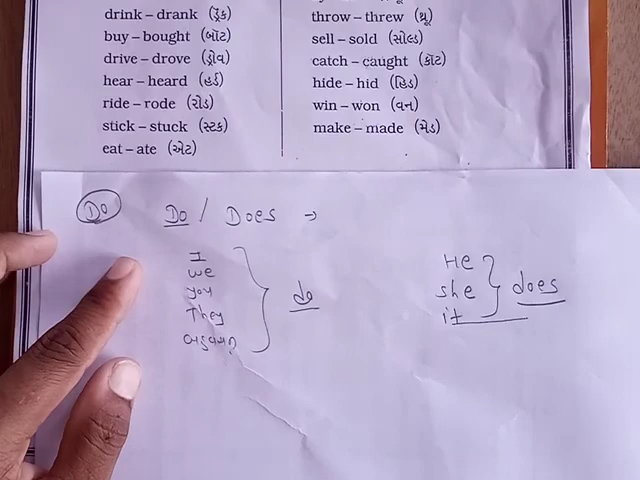 drink – drank (ડ્રૅંક)
buy – bought (બૉટ)
drive – drove (ડ્રોવ)
hear – heard (હર્ડ)
ride – rode (રોડ)
stick – stuck (સ્ટક)
eat – ate (એટ)
throw – threw (થ્રૂ)
sell – sold (સોલ્ડ)
catch – caught (કૉટ)
hide – hid (હિડ)
win – won (વન)
make – made (મેડ)
Do Do / Does →
I
we
you
They
બહુવચન
do
He
she
it
does